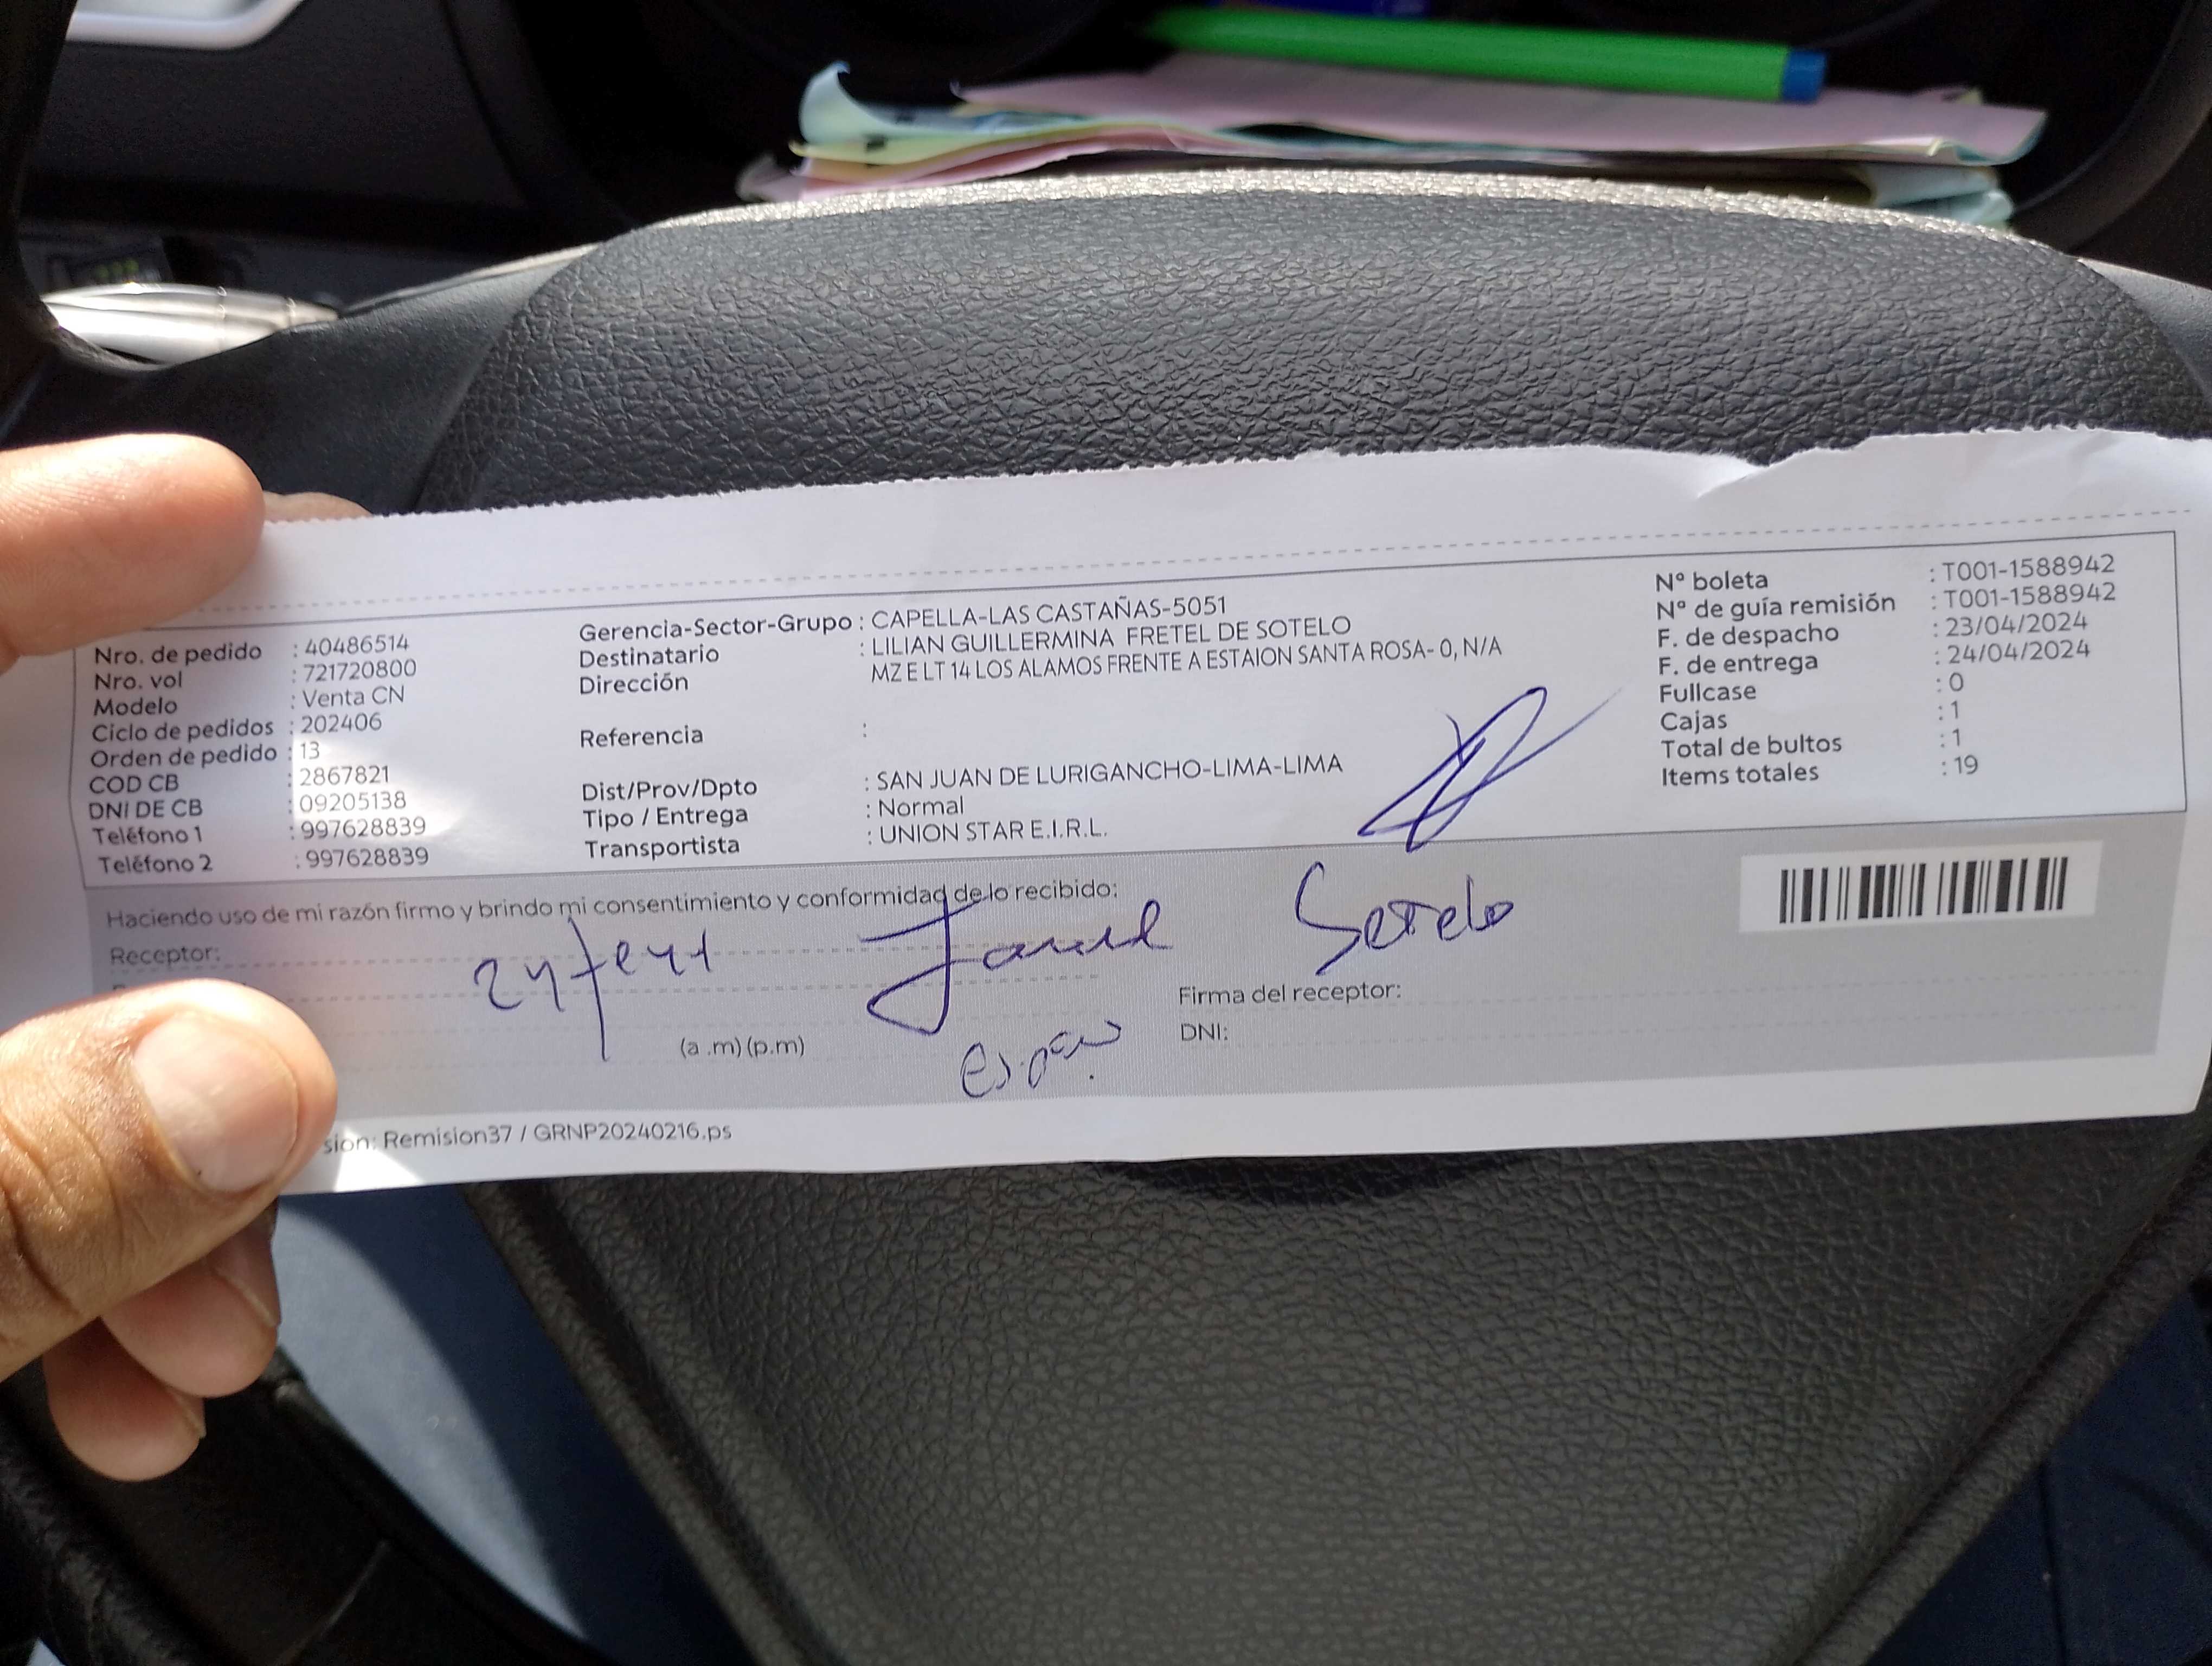 Nro. de pedido : 40486514
Nro. vol : 721720800
Modelo : Venta CN
Ciclo de pedidos : 202406
Orden de pedido : 13
COD CB : 2867821
DNI DE CB : 09205138
Teléfono 1 : 997628839
Teléfono 2 : 997628839
Gerencia-Sector-Grupo : CAPELLA-LAS CASTAÑAS-5051
Destinatario : LILIAN GUILLERMINA FRETEL DE SOTELO
Dirección MZ E LT 14 LOS ALAMOS FRENTE A ESTAION SANTA ROSA- 0, N/A
Referencia :
Dist/Prov/Dpto : SAN JUAN DE LURIGANCHO-LIMA-LIMA
Tipo / Entrega : Normal
Transportista : UNION STAR E.I.R.L.
N° boleta : T001-1588942
N° de guía remisión : T001-1588942
F. de despacho : 23/04/2024
F. de entrega : 24/04/2024
Fullcase : 0
Cajas : 1
Total de bultos : 1
Items totales : 19
Haciendo uso de mi razón firmo y brindo mi consentimiento y conformidad de lo recibido:
Receptor:
Sotelo
Firma del receptor:
(a .m) (p.m)
DNI:
sion: Remision37 / GRNP20240216.ps